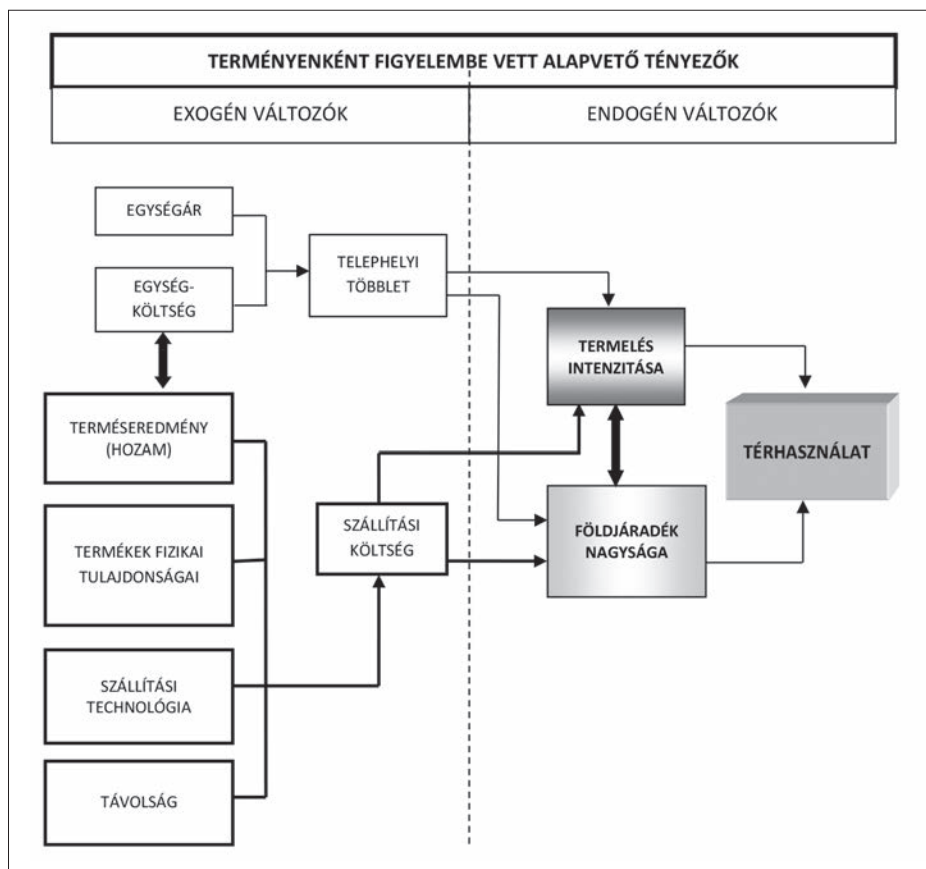 TERMÉNYENKÉNT FIGYELEMBE VETT ALAPVETŐ TÉNYEZŐK
EXOGÉN VÁLTOZÓK
ENDOGÉN VÁLTOZÓK
EGYSÉGÁR
EGYSÉG-
KÖLTSÉG
TELEPHELYI
TÖBBLET
TERMÉSEREDMÉNY
(HOZAM)
TERMÉKEK FIZIKAI
TULAJDONSÁGAI
SZÁLLÍTÁSI
TECHNOLÓGIA
TÁVOLSÁG
SZÁLLÍTÁSI
KÖLTSÉG
TERMELÉS
INTENZITÁSA
FÖLDJÁRADÉK
NAGYSÁGA
TÉRHASZNÁLAT